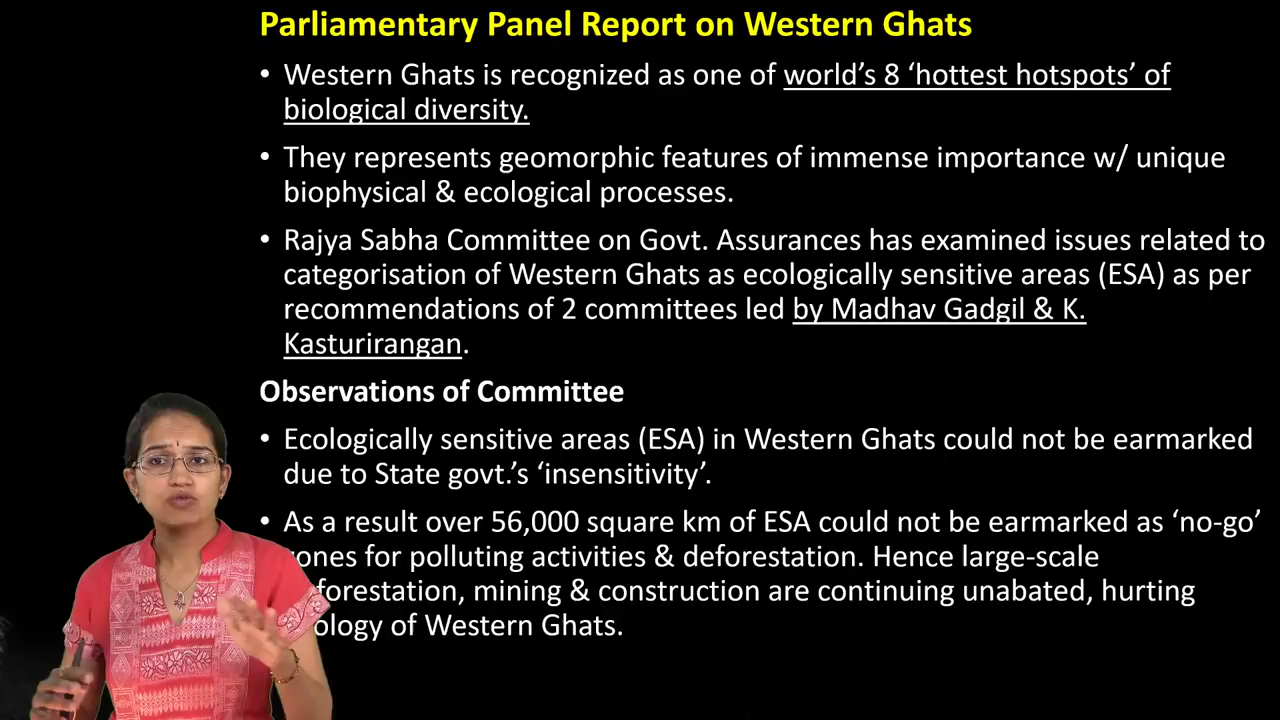 Parliamentary Panel Report on Western Ghats
• Western Ghats is recognized as one of world’s 8 ‘hottest hotspots’ of
biological diversity.
• They represents geomorphic features of immense importance w/ unique
biophysical & ecological processes.
• Rajya Sabha Committee on Govt. Assurances has examined issues related to
categorisation of Western Ghats as ecologically sensitive areas (ESA) as per
recommendations of 2 committees led by Madhav Gadgil & K.
Kasturirangan.
Observations of Committee
• Ecologically sensitive areas (ESA) in Western Ghats could not be earmarked
due to State govt.’s ‘insensitivity’.
• As a result over 56,000 square km of ESA could not be earmarked as ‘no-go’
ones for polluting activities & deforestation. Hence large-scale
forestation, mining & construction are continuing unabated, hurting
ology of Western Ghats.